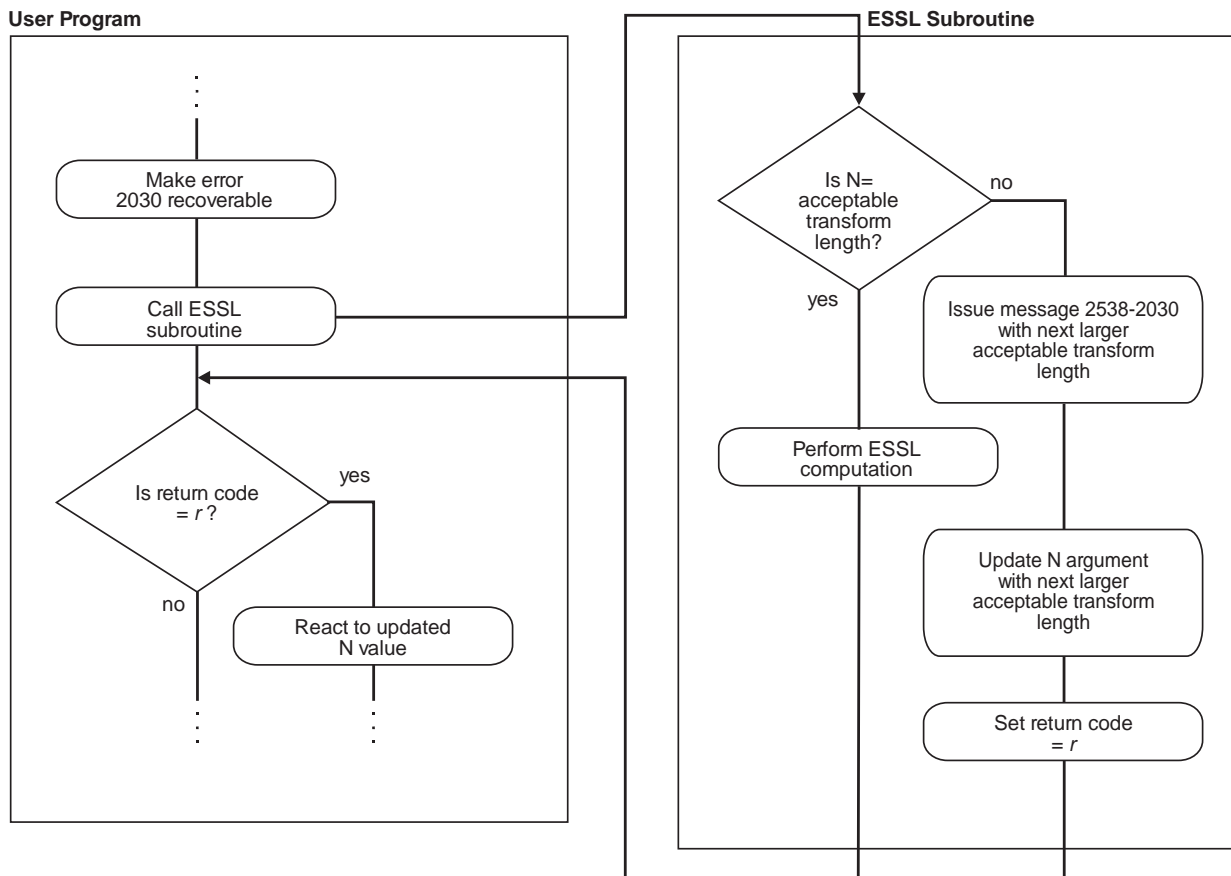 User Program
Make error
2030 recoverable
Call ESSL
subroutine
Is return code
= r ?
yes
no
React to updated
N value
ESSL Subroutine
Is N=
acceptable
transform
length?
no
yes
Issue message 2538-2030
with next larger
acceptable transform
length
Perform ESSL
computation
Update N argument
with next larger
acceptable transform
length
Set return code
= r